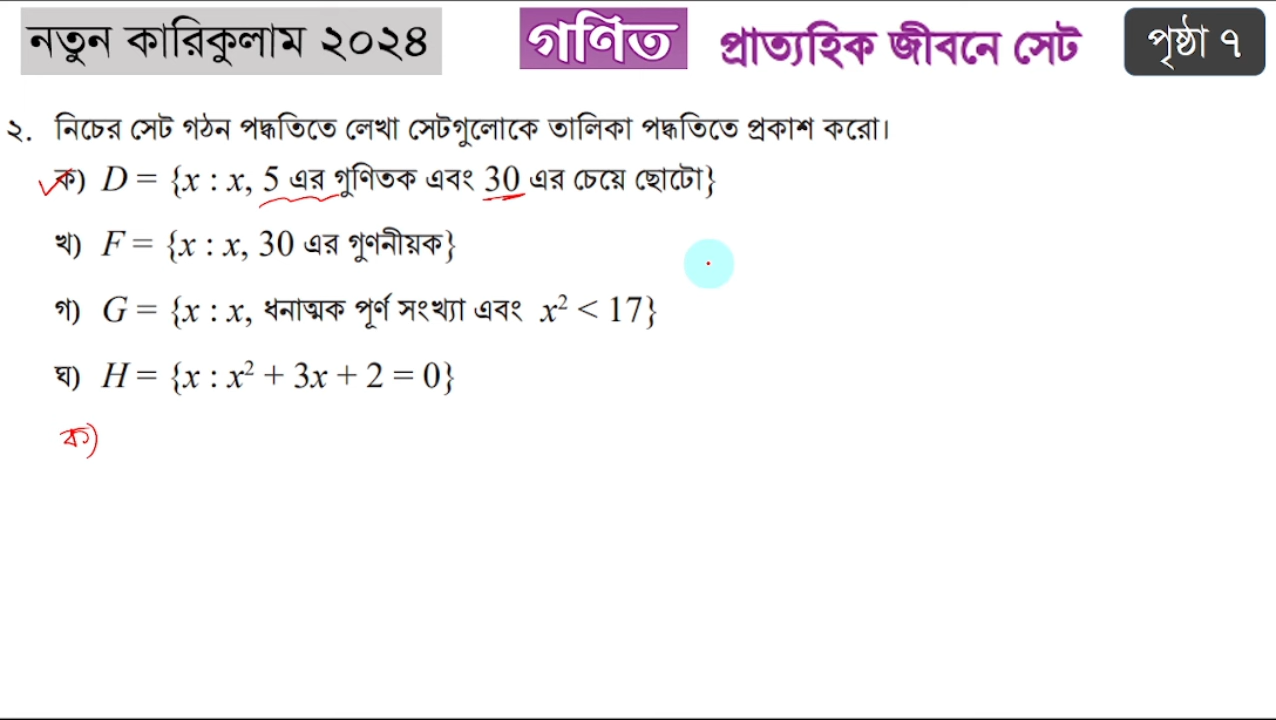 নতুন কারিকুলাম ২০২৪ গণিত প্রাত্যহিক জীবনে সেট পৃষ্ঠা ৭
২. নিচের সেট গঠন পদ্ধতিতে লেখা সেটগুলোকে তালিকা পদ্ধতিতে প্রকাশ করো।
ক) D = {x : x, 5 এর গুণিতক এবং 30 এর চেয়ে ছোটো}
খ) F = {x : x, 30 এর গুণনীয়ক}
গ) G = {x : x, ধনাত্মক পূর্ণ সংখ্যা এবং x² < 17}
ঘ) H = {x : x² + 3x + 2 = 0}
ক)